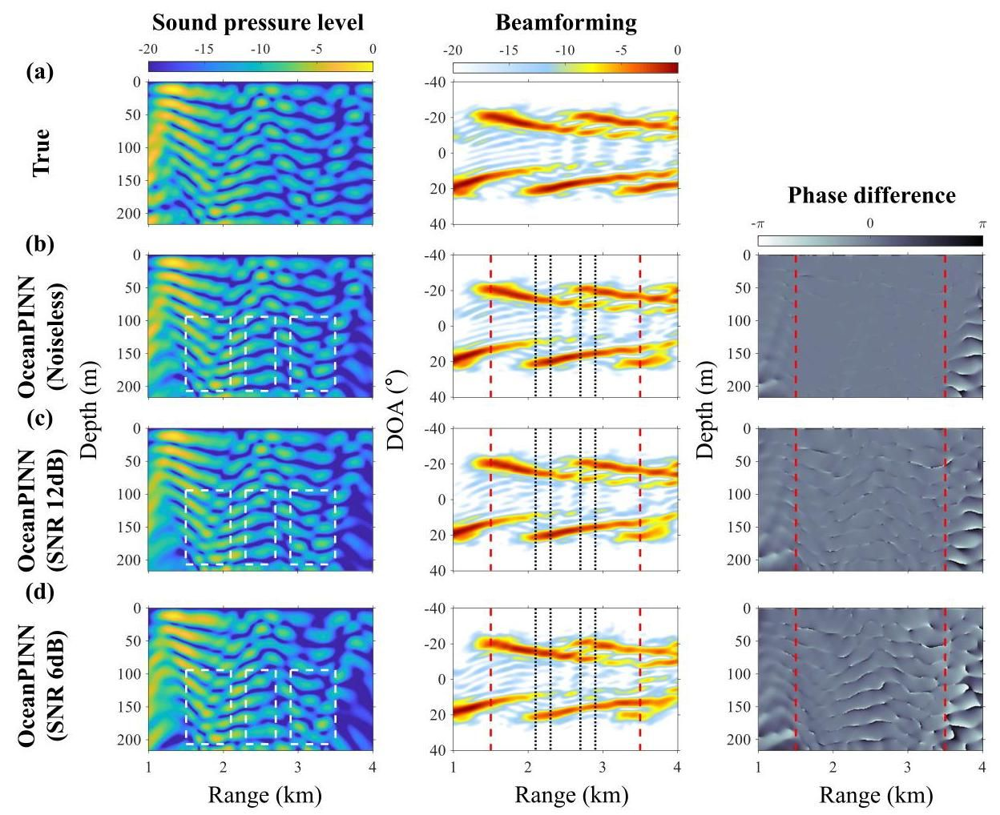 Sound pressure level
-20 -15 -10 -5 0
Beamforming
-20 -15 -10 -5 0
(a)
True
0
50
100
150
200
-40
-20
0
20
40
Phase difference
-π 0 π
(b)
OceanPINN
(Noiseless)
0
50
100
150
200
-40
-20
0
20
40
0
50
100
150
200
(c)
OceanPINN
(SNR 12dB)
Depth (m)
0
50
100
150
200
DOA (°)
-40
-20
0
20
40
Depth (m)
0
50
100
150
200
(d)
OceanPINN
(SNR 6dB)
0
50
100
150
200
-40
-20
0
20
40
0
50
100
150
200
1 2 3 4
Range (km)
1 2 3 4
Range (km)
1 2 3 4
Range (km)